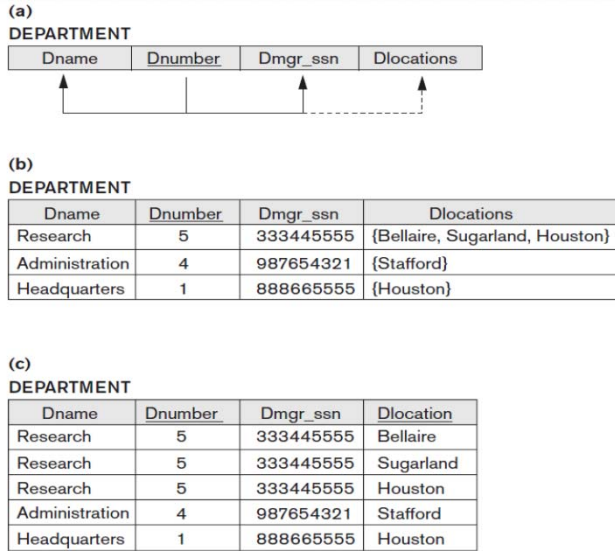 (a)
DEPARTMENT
Dname Dnumber Dmgr_ssn Dlocations
(b)
DEPARTMENT
Dname Dnumber Dmgr_ssn Dlocations
Research 5 333445555 {Bellaire, Sugarland, Houston}
Administration 4 987654321 {Stafford}
Headquarters 1 888665555 {Houston}
(c)
DEPARTMENT
Dname Dnumber Dmgr_ssn Dlocation
Research 5 333445555 Bellaire
Research 5 333445555 Sugarland
Research 5 333445555 Houston
Administration 4 987654321 Stafford
Headquarters 1 888665555 Houston